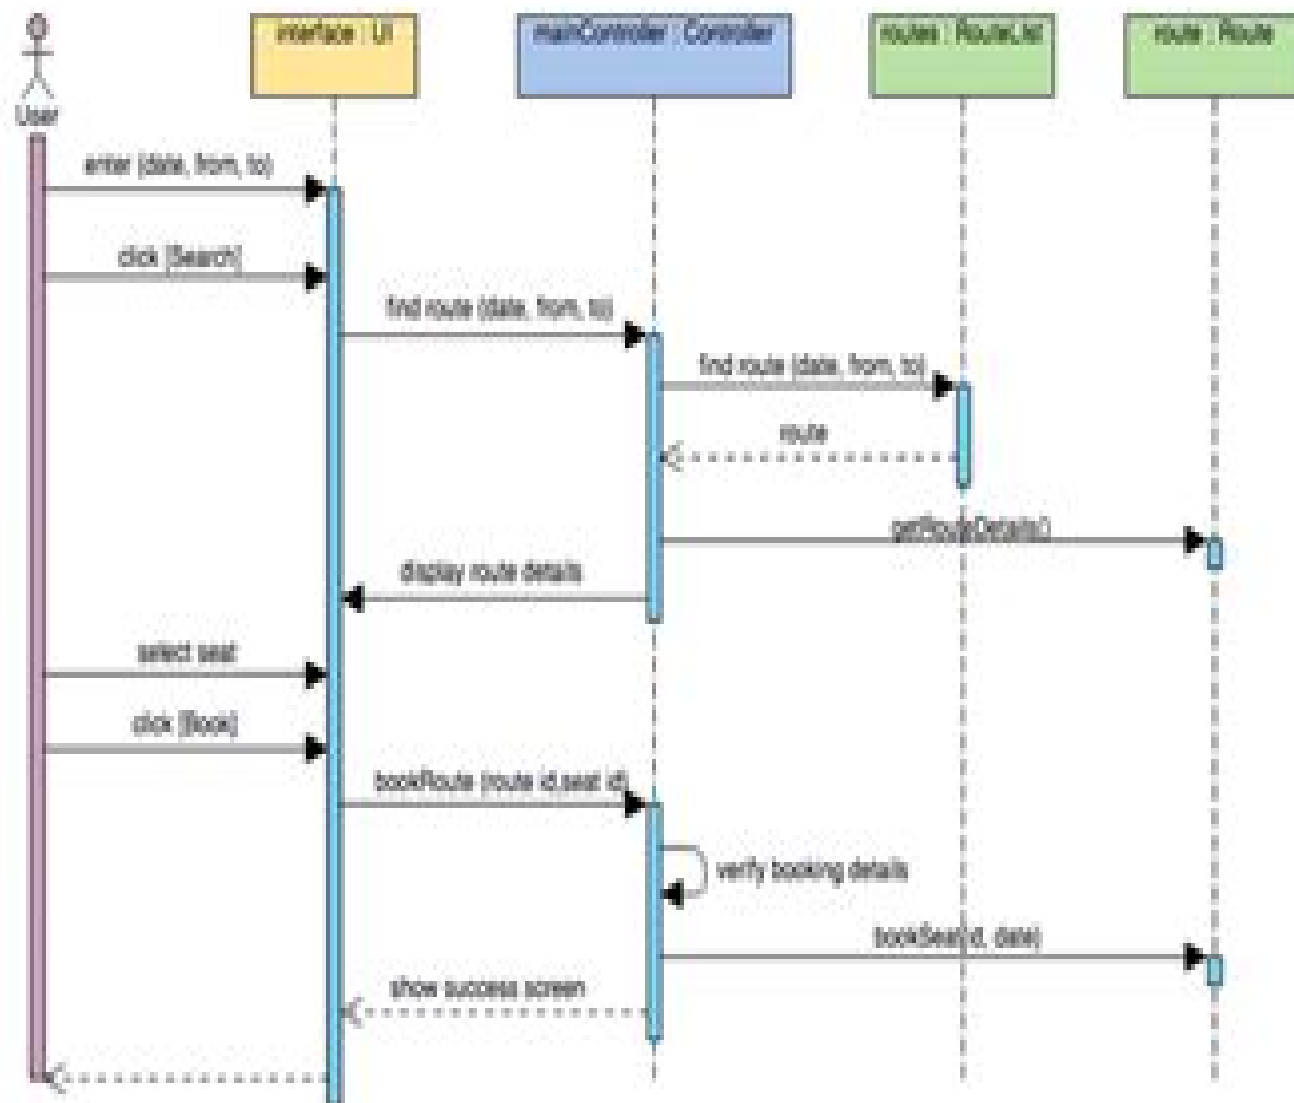 interface : UI
mainController : Controller
routes : RouteList
route : Route
User
enter (date, from, to)
click [Search]
find route (date, from, to)
find route (date, from, to)
route
getRouteDetails()
display route details
select seat
click [Book]
bookRoute (route id,seat id)
verify booking details
bookSeat(id, date)
show success screen